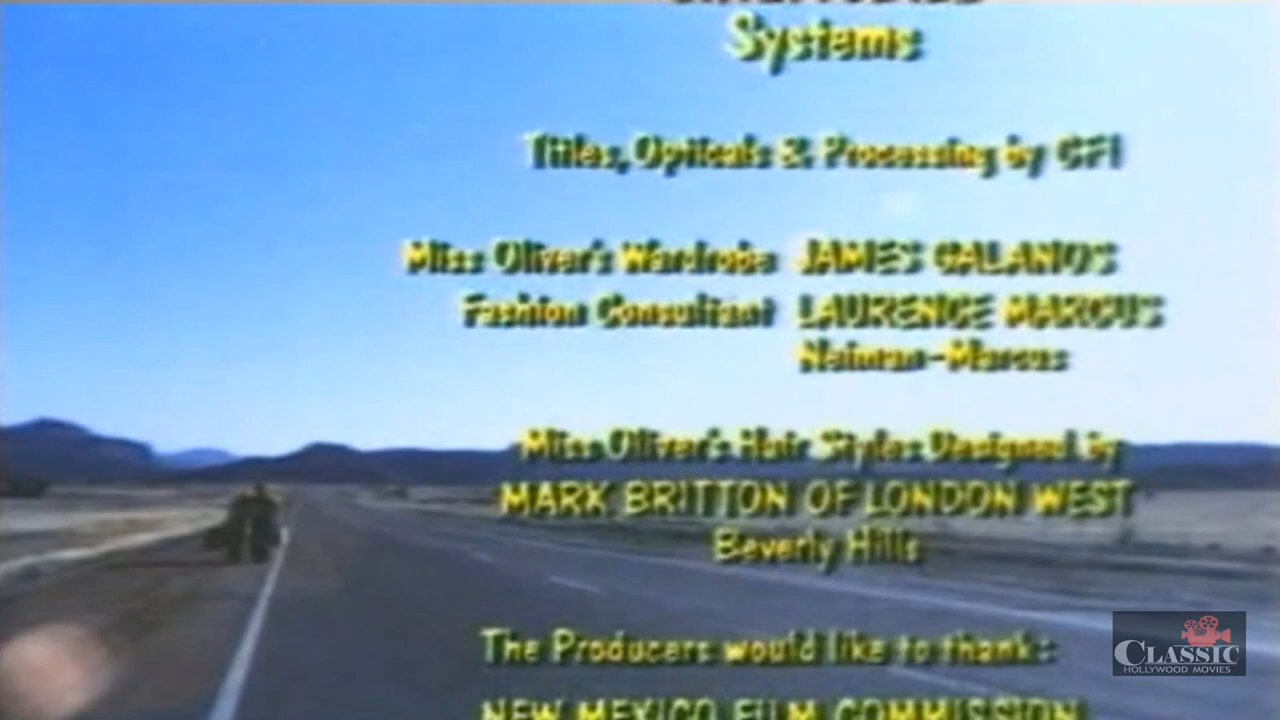 Systems
Titles, Opticals & Processing by CFI
Miss Oliver's Wardrobe JAMES GALANOS
Fashion Consultant LAURENCE MARCUS
Neiman-Marcus
Miss Oliver's Hair Styles Designed by
MARK BRITTON OF LONDON WEST
Beverly Hills
The Producers would like to thank:
NEW MEXICO FILM COMMISSION
CLASSIC
HOLLYWOOD MOVIES